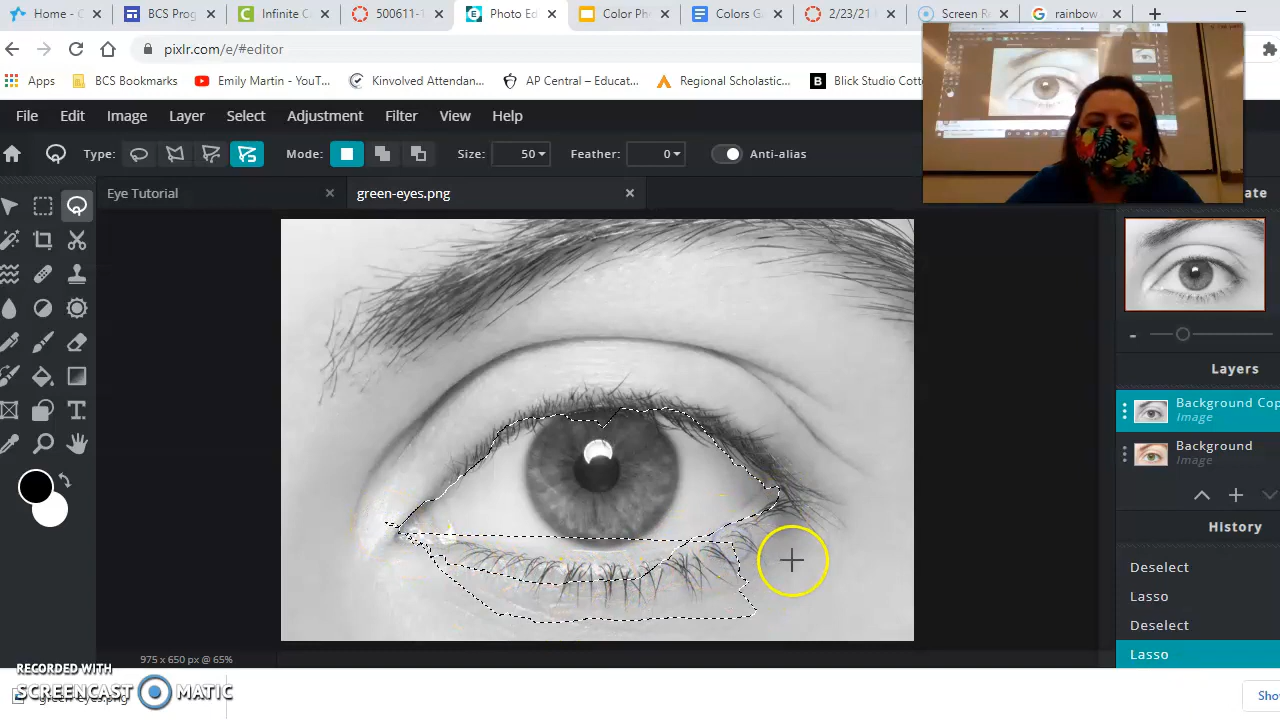 Home - C
BCS Prog
Infinite C
500611-1
Photo Ed
Color Ph
Colors G
2/23/21
Screen R
rainbow
pixlr.com/e/#editor
Apps
BCS Bookmarks
Emily Martin - YouT...
Kinvolved Attendan...
AP Central – Educat...
Regional Scholastic...
Blick Studio Cott
File
Edit
Image
Layer
Select
Adjustment
Filter
View
Help
Type:
Mode:
Size:
50
Feather:
0
Anti-alias
Eye Tutorial
green-eyes.png
ate
Layers
Background Cop
Image
Background
Image
History
Deselect
Lasso
Deselect
Lasso
975 x 650 px @ 65%
RECORDED WITH
SCREENCAST MATIC
green-eyes.png
Sho